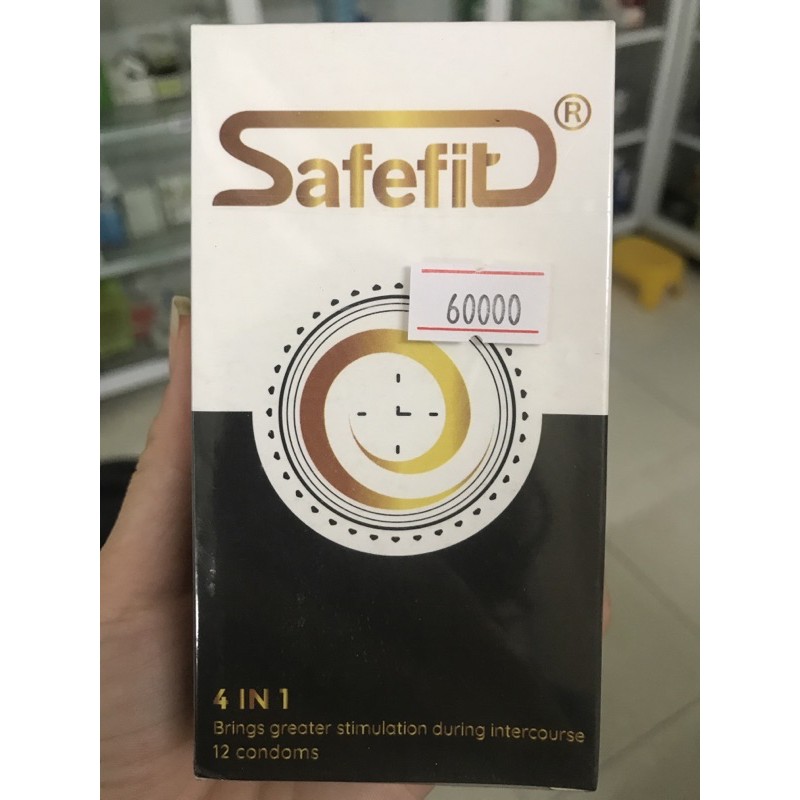 Safefit®
60000
4 IN 1
Brings greater stimulation during intercourse
12 condoms